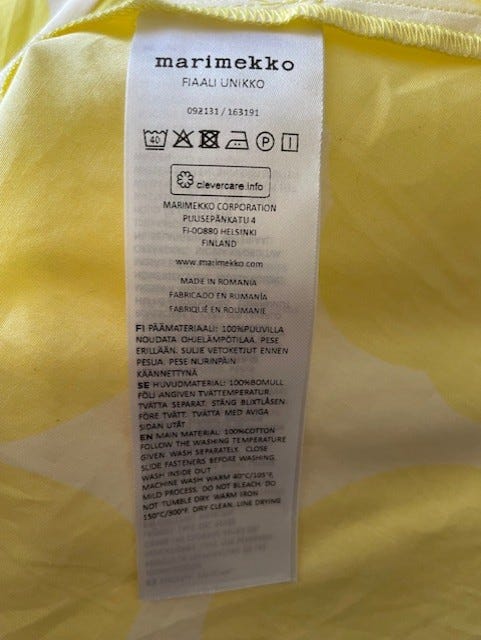 marimekko
FIAALI UNIKKO
092131 / 163191
40 P
clevercare.info
MARIMEKKO CORPORATION
PUUSEPÄNKATU 4
FI-00880 HELSINKI
FINLAND
www.marimekko.com
MADE IN ROMANIA
FABRICADO EN RUMANÍA
FABRIQUÉ EN ROUMANIE
FI PÄÄMATERIAALI: 100%PUUVILLA
NOUDATA OHJELÄMPÖTILAA. PESE
ERILLÄÄN. SULJE VETOKETJUT ENNEN
PESUA. PESE NURINPÄIN
KÄÄNNETTYNÄ
SE HUVUDMATERIAL: 100%BOMULL
FÖLJ ANGIVEN TVÄTTEMPERATUR.
TVÄTTA SEPARAT. STÄNG BLIXTLÅSEN
FÖRE TVÄTT. TVÄTTA MED AVIGA
SIDAN UTÅT
EN MAIN MATERIAL: 100%COTTON
FOLLOW THE WASHING TEMPERATURE
GIVEN. WASH SEPARATELY. CLOSE
SLIDE FASTENERS BEFORE WASHING.
WASH INSIDE OUT
MACHINE WASH WARM 40°C/105°F,
MILD PROCESS. DO NOT BLEACH. DO
NOT TUMBLE DRY. WARM IRON
150°C/300°F. DRY CLEAN. LINE DRYING